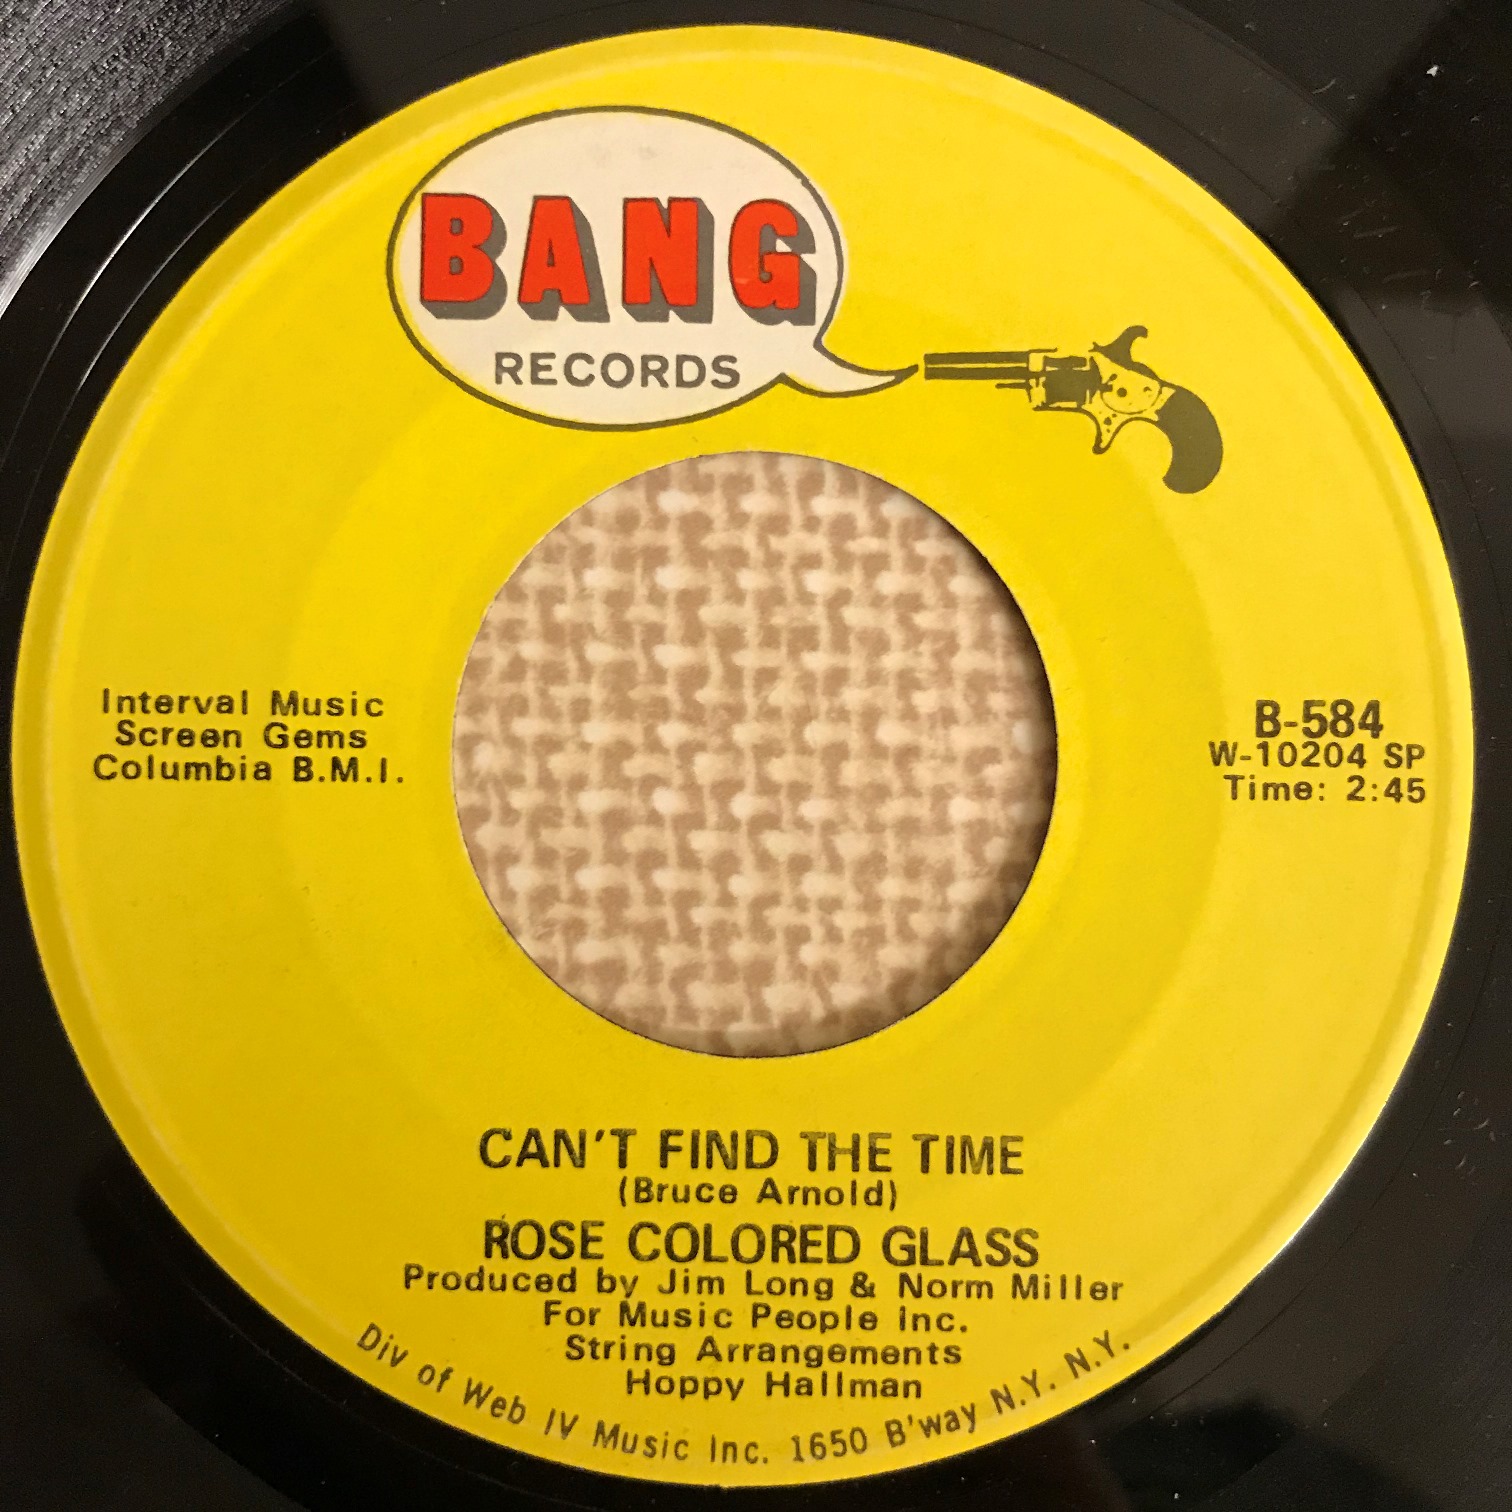 BANG
RECORDS
Interval Music
Screen Gems
Columbia B.M.I.
B-584
W-10204 SP
Time: 2:45
CAN'T FIND THE TIME
(Bruce Arnold)
ROSE COLORED GLASS
Produced by Jim Long & Norm Miller
For Music People Inc.
String Arrangements
Hoppy Hallman
Div of Web IV Music Inc. 1650 B'way N.Y. N.Y.